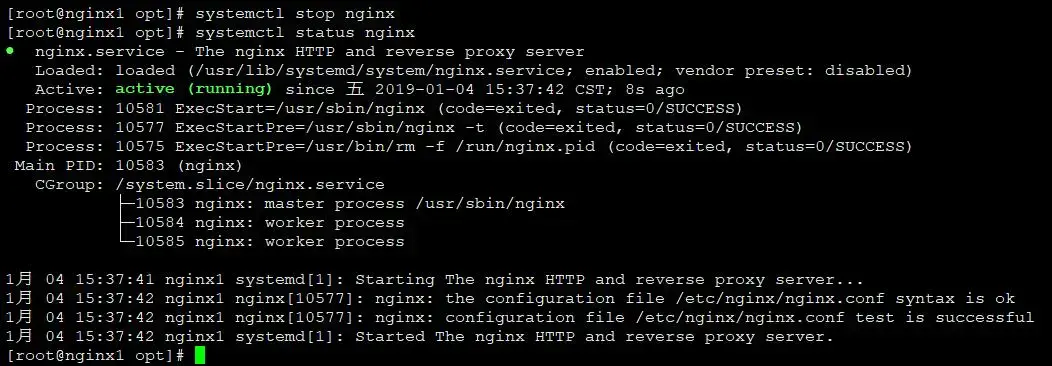 [root@nginx1 opt]# systemctl stop nginx
[root@nginx1 opt]# systemctl status nginx
● nginx.service - The nginx HTTP and reverse proxy server
   Loaded: loaded (/usr/lib/systemd/system/nginx.service; enabled; vendor preset: disabled)
   Active: active (running) since 五 2019-01-04 15:37:42 CST; 8s ago
  Process: 10581 ExecStart=/usr/sbin/nginx (code=exited, status=0/SUCCESS)
  Process: 10577 ExecStartPre=/usr/sbin/nginx -t (code=exited, status=0/SUCCESS)
  Process: 10575 ExecStartPre=/usr/bin/rm -f /run/nginx.pid (code=exited, status=0/SUCCESS)
 Main PID: 10583 (nginx)
   CGroup: /system.slice/nginx.service
           ├─10583 nginx: master process /usr/sbin/nginx
           ├─10584 nginx: worker process
           └─10585 nginx: worker process
1月 04 15:37:41 nginx1 systemd[1]: Starting The nginx HTTP and reverse proxy server...
1月 04 15:37:42 nginx1 nginx[10577]: nginx: the configuration file /etc/nginx/nginx.conf syntax is ok
1月 04 15:37:42 nginx1 nginx[10577]: nginx: configuration file /etc/nginx/nginx.conf test is successful
1月 04 15:37:42 nginx1 systemd[1]: Started The nginx HTTP and reverse proxy server.
[root@nginx1 opt]#